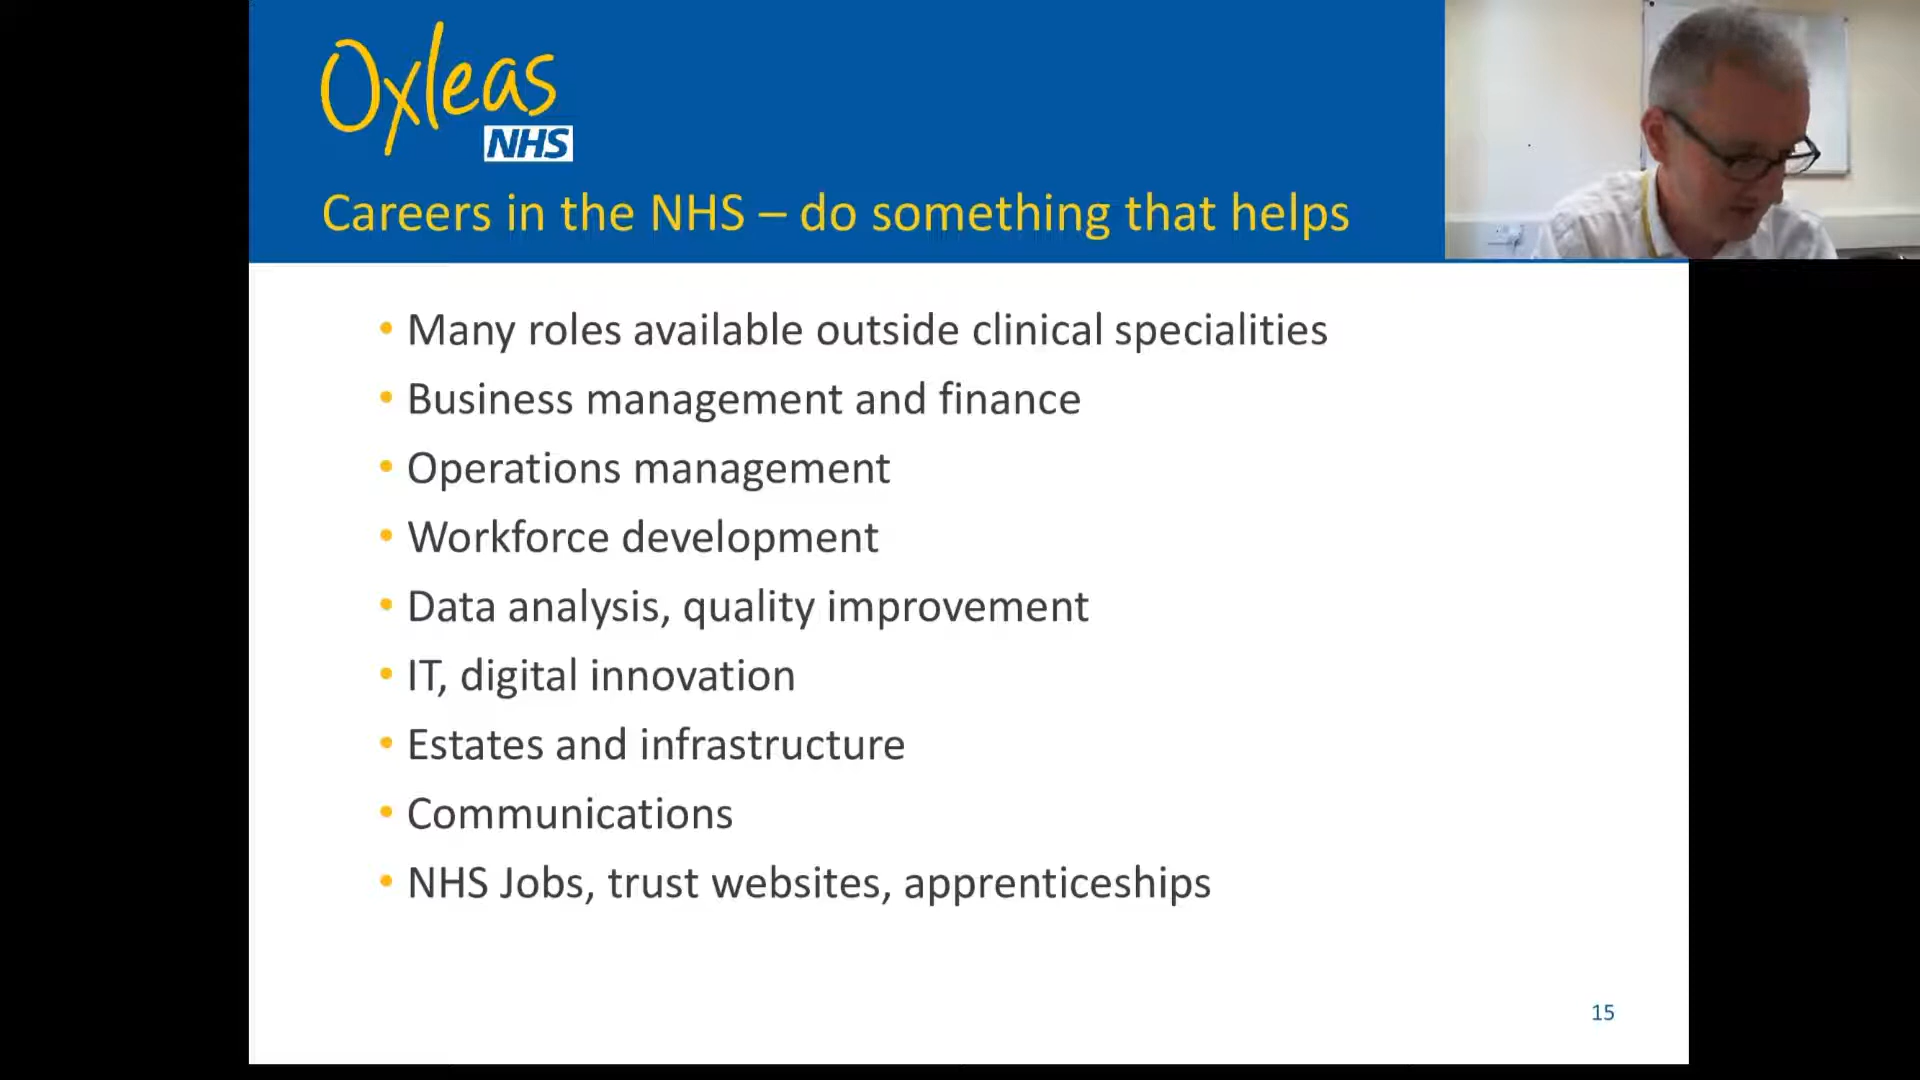 Oxleas
NHS
Careers in the NHS – do something that helps
• Many roles available outside clinical specialities
• Business management and finance
• Operations management
• Workforce development
• Data analysis, quality improvement
• IT, digital innovation
• Estates and infrastructure
• Communications
• NHS Jobs, trust websites, apprenticeships
15